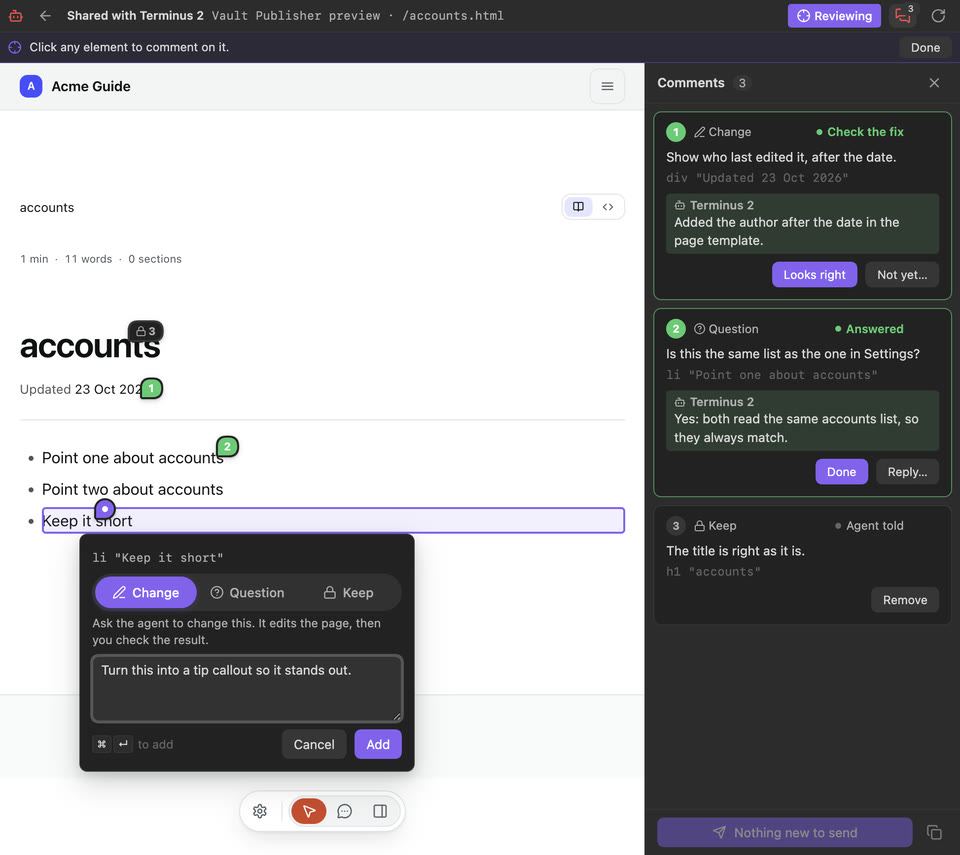 Shared with Terminus 2 Vault Publisher preview · /accounts.html
Reviewing
3
Click any element to comment on it.
Done
A Acme Guide
accounts
1 min · 11 words · 0 sections
3
accounts
Updated 23 Oct 202
1
2
• Point one about accounts
• Point two about accounts
• Keep it short
li "Keep it short"
Change
Question
Keep
Ask the agent to change this. It edits the page, then
you check the result.
Turn this into a tip callout so it stands out.
⌘ ↵ to add
Cancel
Add
Comments 3
1 Change • Check the fix
Show who last edited it, after the date.
div "Updated 23 Oct 2026"
Terminus 2
Added the author after the date in the
page template.
Looks right
Not yet…
2 Question • Answered
Is this the same list as the one in Settings?
li "Point one about accounts"
Terminus 2
Yes: both read the same accounts list, so
they always match.
Done
Reply…
3 Keep • Agent told
The title is right as it is.
h1 "accounts"
Remove
Nothing new to send